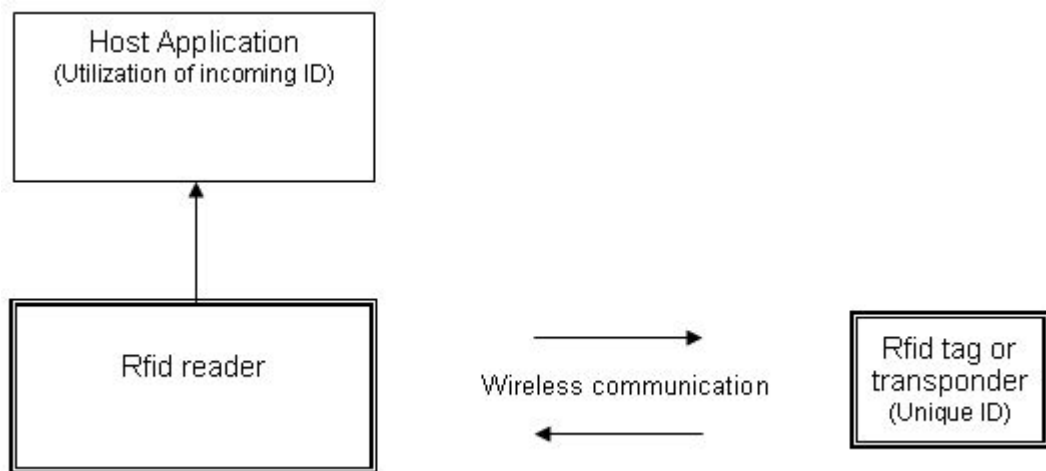 Host Application
(Utilization of incoming ID)
Rfid reader
Wireless communication
Rfid tag or
transponder
(Unique ID)